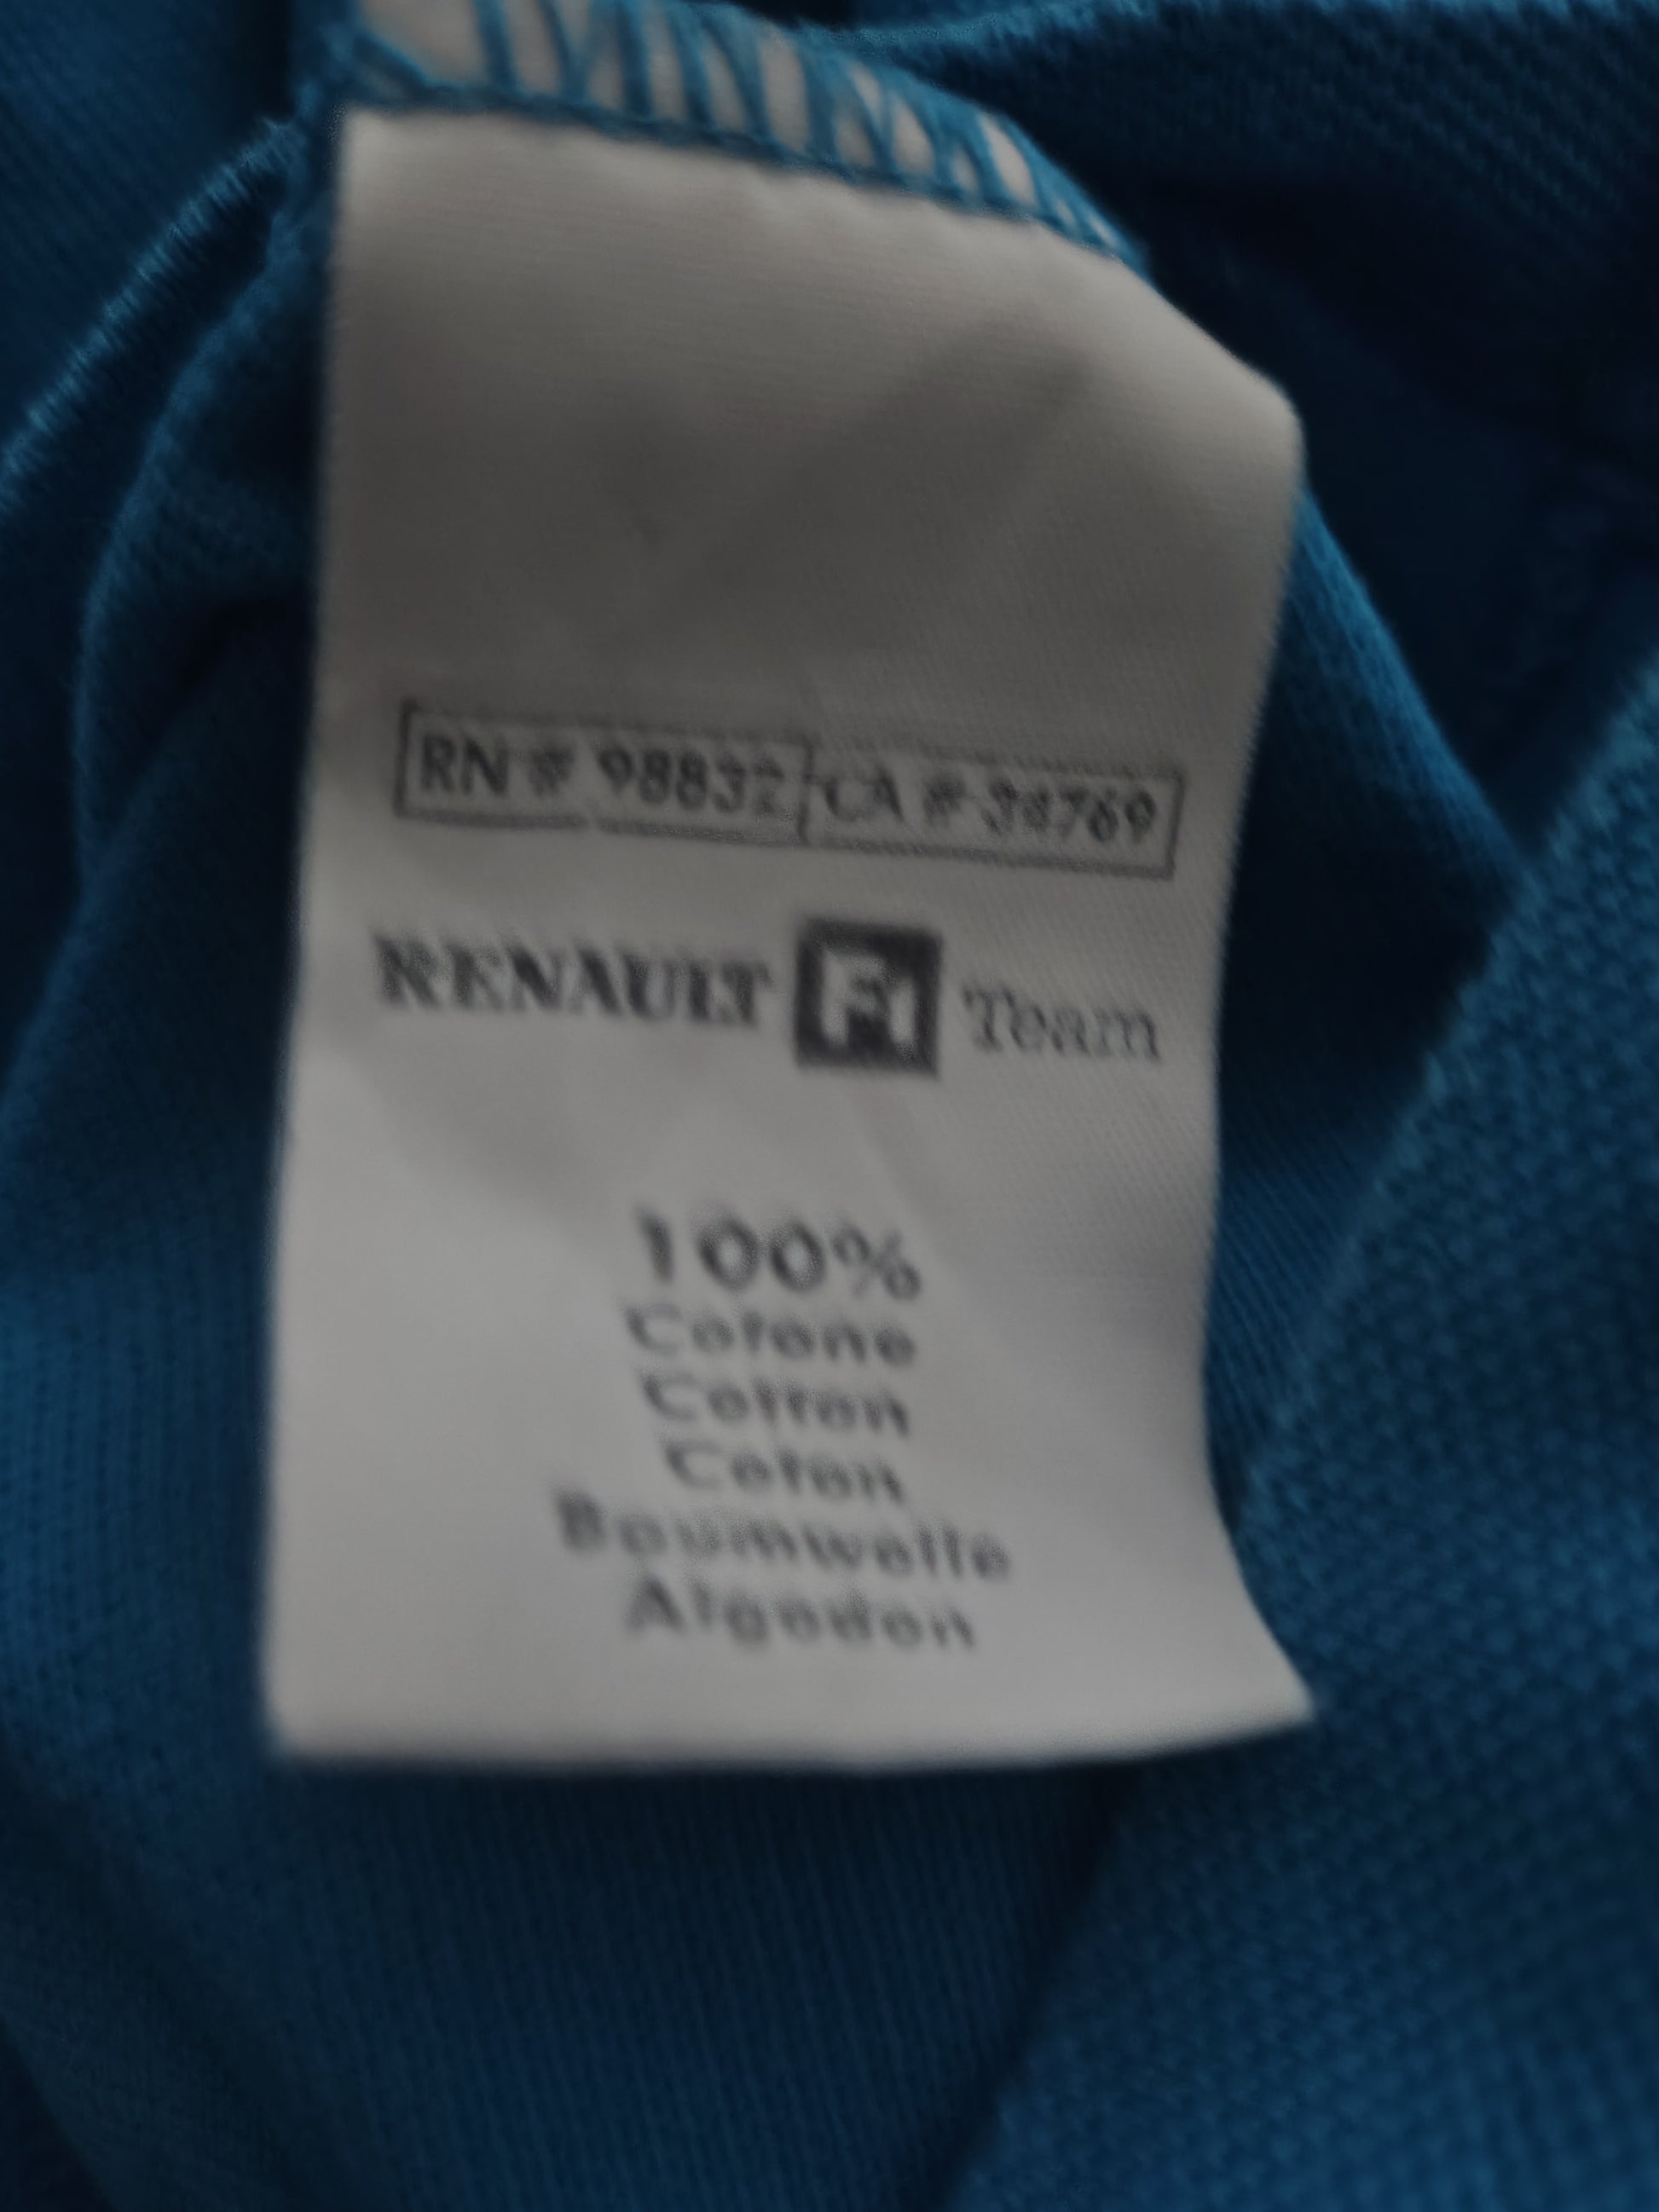 RN # 98832 CA # 34769
RENAULT F1 Team
100%
Cotone
Cotton
Coton
Baumwolle
Algodon